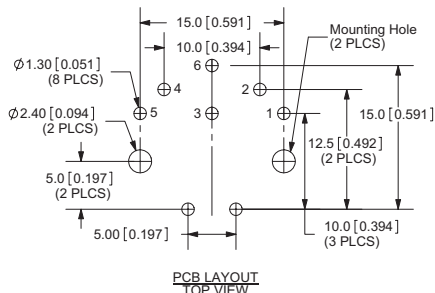 15.0 [0.591]
10.0 [0.394]
Mounting Hole
(2 PLCS)
6
Ø1.30 [0.051]
(8 PLCS)
4
2
5
3
1
Ø2.40 [0.094]
(2 PLCS)
15.0 [0.591]
12.5 [0.492]
(2 PLCS)
5.0 [0.197]
(2 PLCS)
10.0 [0.394]
(3 PLCS)
5.00 [0.197]
PCB LAYOUT
TOP VIEW